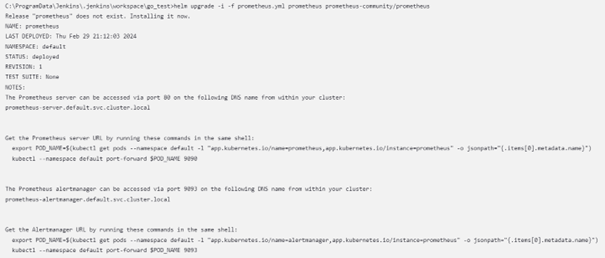 C:\ProgramData\Jenkins\.jenkins\workspace\go_test>helm upgrade -i -f prometheus.yml prometheus prometheus-community/prometheus
Release "prometheus" does not exist. Installing it now.
NAME: prometheus
LAST DEPLOYED: Thu Feb 29 21:12:03 2024
NAMESPACE: default
STATUS: deployed
REVISION: 1
TEST SUITE: None
NOTES:
The Prometheus server can be accessed via port 80 on the following DNS name from within your cluster:
prometheus-server.default.svc.cluster.local
Get the Prometheus server URL by running these commands in the same shell:
export POD_NAME=$(kubectl get pods --namespace default -l "app.kubernetes.io/name=prometheus,app.kubernetes.io/instance=prometheus" -o jsonpath="{.items[0].metadata.name}")
kubectl --namespace default port-forward $POD_NAME 9090
The Prometheus alertmanager can be accessed via port 9093 on the following DNS name from within your cluster:
prometheus-alertmanager.default.svc.cluster.local
Get the Alertmanager URL by running these commands in the same shell:
export POD_NAME=$(kubectl get pods --namespace default -l "app.kubernetes.io/name=alertmanager,app.kubernetes.io/instance=prometheus" -o jsonpath="{.items[0].metadata.name}")
kubectl --namespace default port-forward $POD_NAME 9093